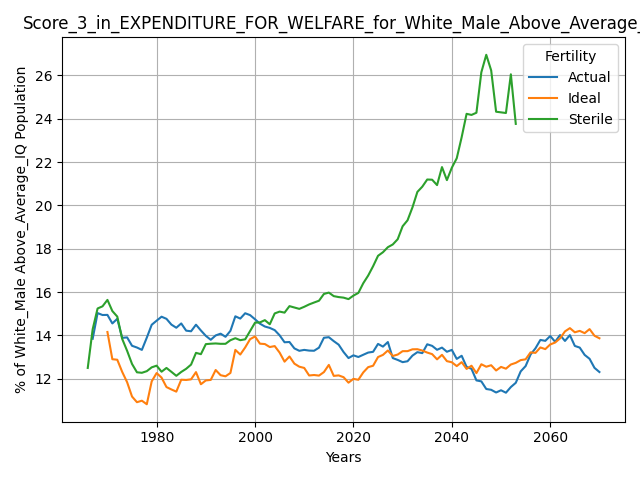 Score_3_in_EXPENDITURE_FOR_WELFARE_for_White_Male_Above_Average_
% of White_Male Above_Average_IQ Population
26
24
22
20
18
16
14
12
Fertility
Actual
Ideal
Sterile
1980
2000
2020
2040
2060
Years